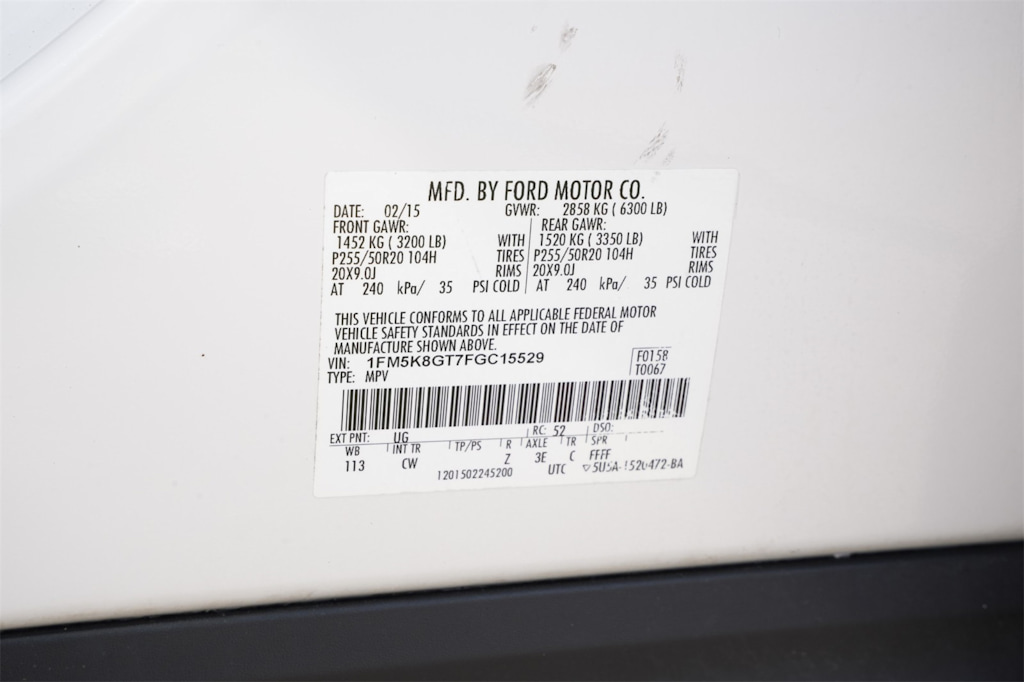 MFD. BY FORD MOTOR CO.
DATE: 02/15 GVWR: 2858 KG ( 6300 LB)
FRONT GAWR: REAR GAWR:
1452 KG ( 3200 LB) WITH 1520 KG ( 3350 LB) WITH
P255/50R20 104H TIRES P255/50R20 104H TIRES
20X9.0J RIMS 20X9.0J RIMS
AT 240 kPa/ 35 PSI COLD AT 240 kPa/ 35 PSI COLD
THIS VEHICLE CONFORMS TO ALL APPLICABLE FEDERAL MOTOR
VEHICLE SAFETY STANDARDS IN EFFECT ON THE DATE OF
MANUFACTURE SHOWN ABOVE.
VIN: 1FM5K8GT7FGC15529 F0158
TYPE: MPV T0067
EXT PNT: UG RC: 52 DSO:
WB INT TR TP/PS R AXLE TR SPR
113 CW Z 3E C FFFF
1201502245200 UTC